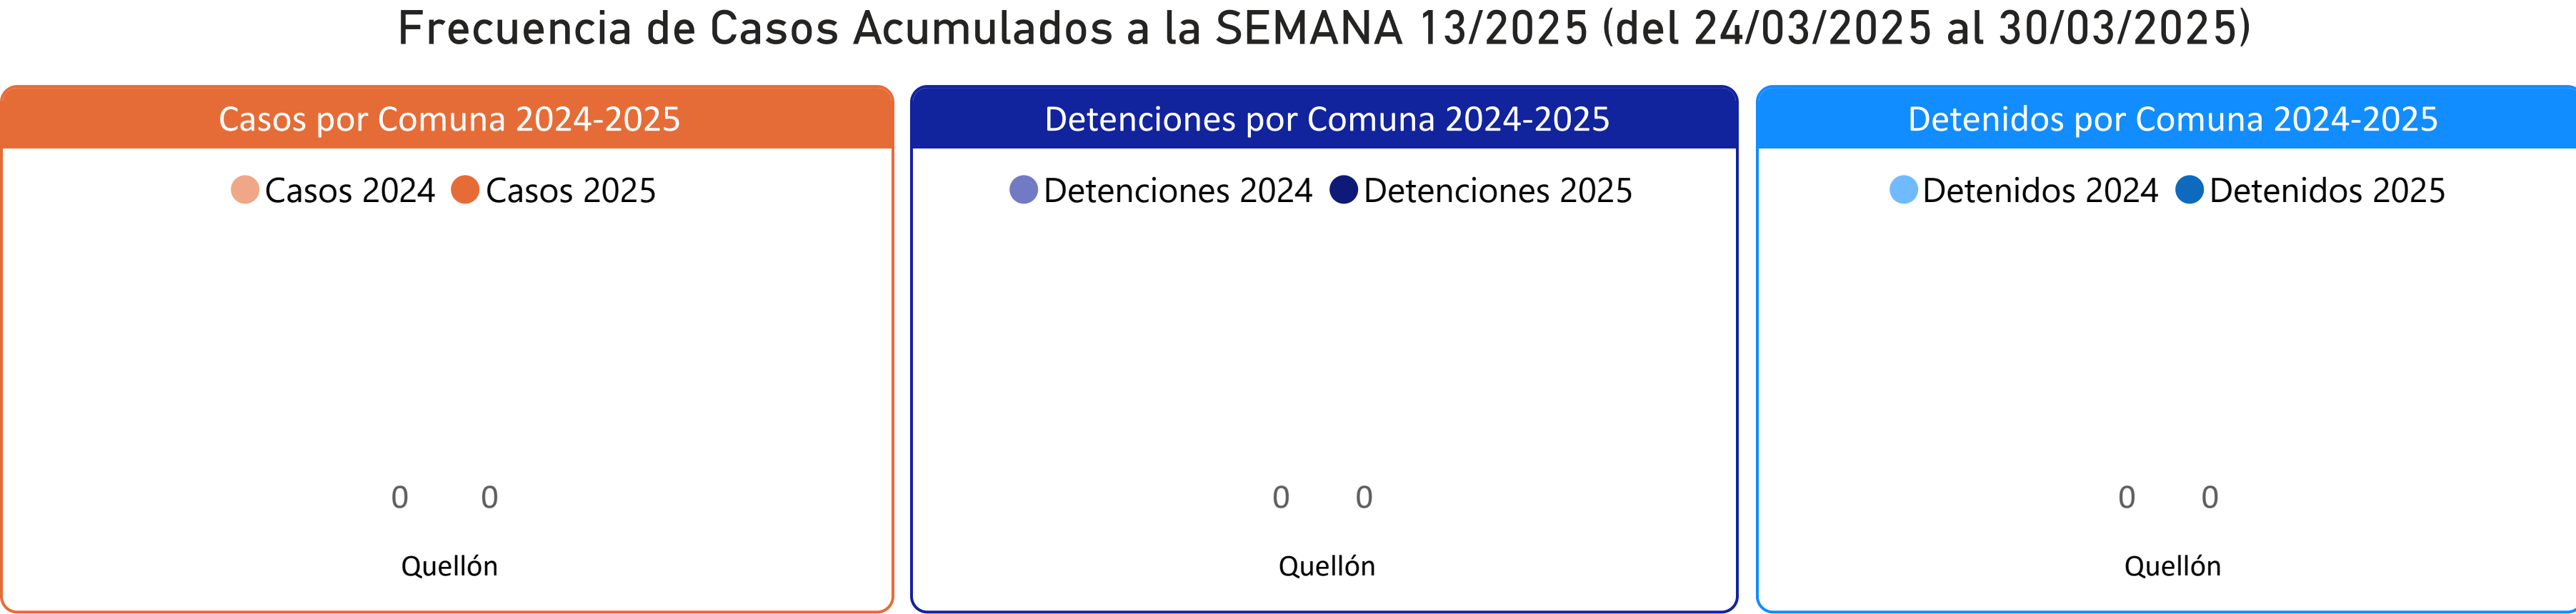 Frecuencia de Casos Acumulados a la SEMANA 13/2025 (del 24/03/2025 al 30/03/2025)
Casos por Comuna 2024-2025
Casos 2024 Casos 2025
0 0
Quellón
Detenciones por Comuna 2024-2025
Detenciones 2024 Detenciones 2025
0 0
Quellón
Detenidos por Comuna 2024-2025
Detenidos 2024 Detenidos 2025
0 0
Quellón